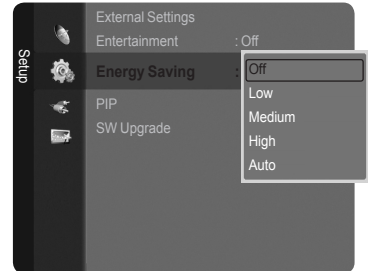 Setup
External Settings
Entertainment : Off
Energy Saving :
Off
Low
Medium
High
Auto
PIP
SW Upgrade